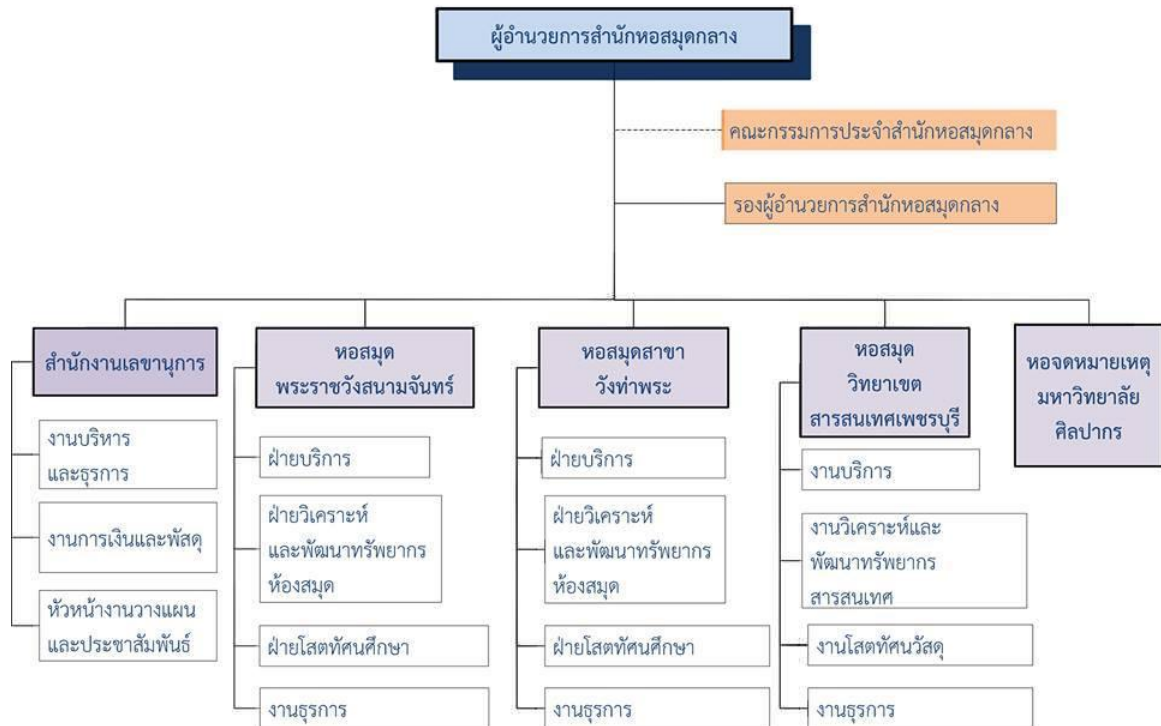 ผู้อำนวยการสำนักหอสมุดกลาง
คณะกรรมการประจำสำนักหอสมุดกลาง
รองผู้อำนวยการสำนักหอสมุดกลาง
สำนักงานเลขานุการ
งานบริหาร
และธุรการ
งานการเงินและพัสดุ
หัวหน้างานวางแผน
และประชาสัมพันธ์
หอสมุด
พระราชวังสนามจันทร์
ฝ่ายบริการ
ฝ่ายวิเคราะห์
และพัฒนาทรัพยากร
ห้องสมุด
ฝ่ายโสตทัศนศึกษา
งานธุรการ
หอสมุดสาขา
วังท่าพระ
ฝ่ายบริการ
ฝ่ายวิเคราะห์
และพัฒนาทรัพยากร
ห้องสมุด
ฝ่ายโสตทัศนศึกษา
งานธุรการ
หอสมุด
วิทยาเขต
สารสนเทศเพชรบุรี
งานบริการ
งานวิเคราะห์และ
พัฒนาทรัพยากร
สารสนเทศ
งานโสตทัศนวัสดุ
งานธุรการ
หอจดหมายเหตุ
มหาวิทยาลัย
ศิลปากร